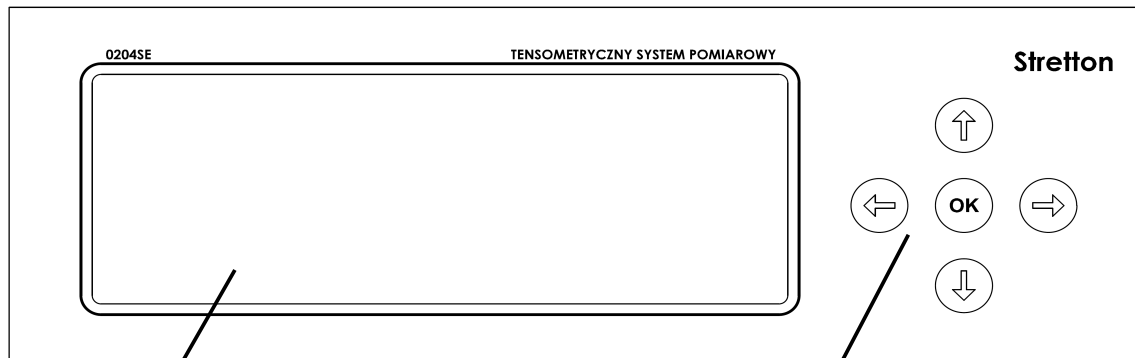 0204SE
TENSOMETRYCZNY SYSTEM POMIAROWY
Stretton
OK